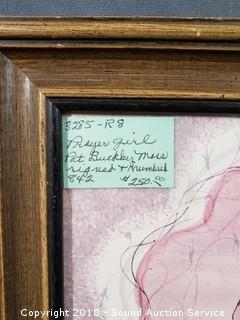 3285-R8
Prayer girl
Pat Buckley Moss
signed & Numbered
842 $250.00
Copyright 2018 - Sound Auction Service